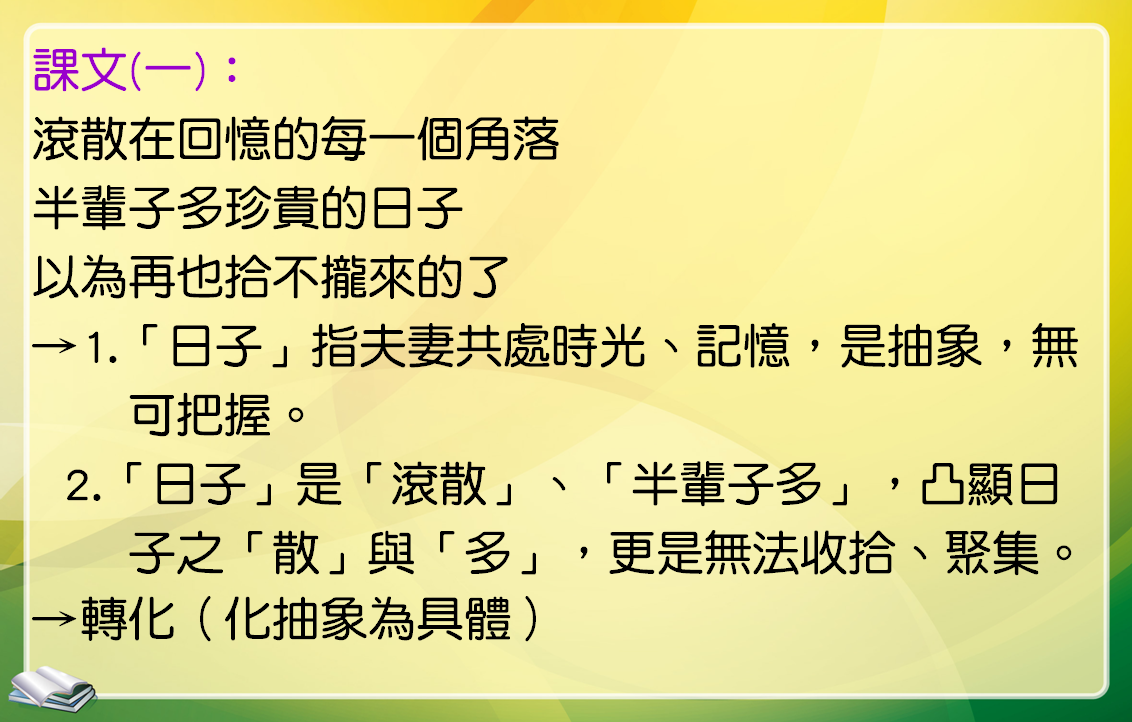 課文(一)：
滾散在回憶的每一個角落
半輩子多珍貴的日子
以為再也拾不攏來的了
→1.「日子」指夫妻共處時光、記憶，是抽象，無
可把握。
2.「日子」是「滾散」、「半輩子多」，凸顯日
子之「散」與「多」，更是無法收拾、聚集。
→轉化（化抽象為具體）